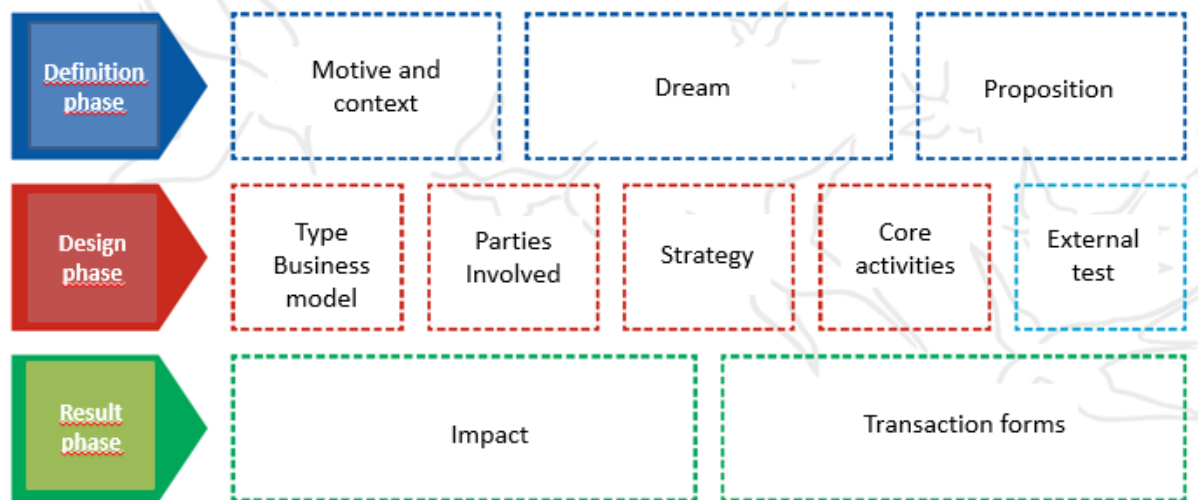 Definition
phase
Motive and
context
Dream
Proposition
Design
phase
Type
Business
model
Parties
Involved
Strategy
Core
activities
External
test
Result
phase
Impact
Transaction forms